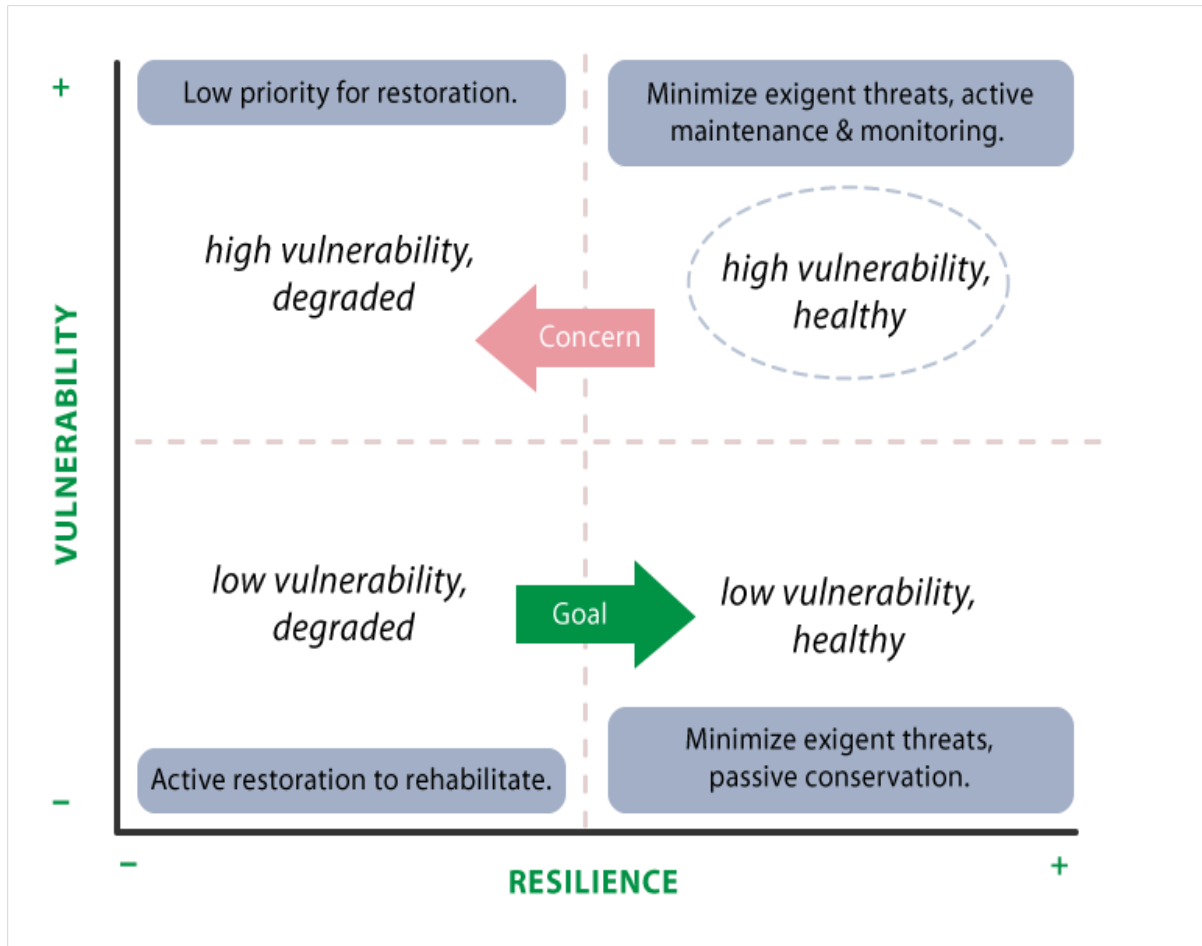 +
Low priority for restoration.
Minimize exigent threats, active
maintenance & monitoring.
high vulnerability,
degraded
high vulnerability,
healthy
Concern
VULNERABILITY
low vulnerability,
degraded
Goal
low vulnerability,
healthy
Active restoration to rehabilitate.
Minimize exigent threats,
passive conservation.
–
–
RESILIENCE
+